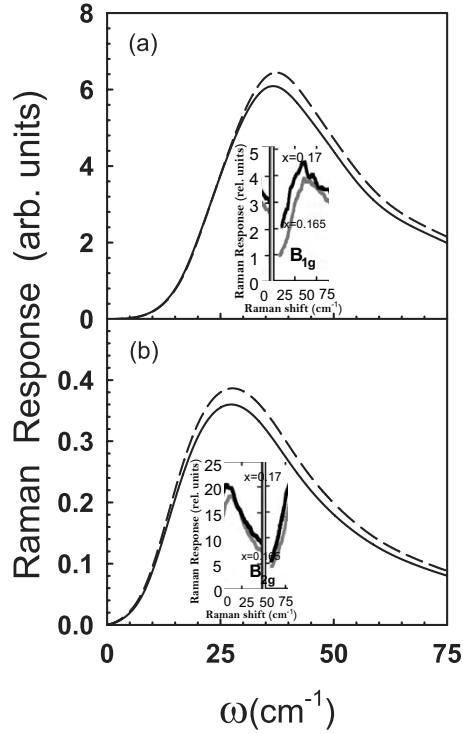 8
(a)
6
4
2
0
Raman Response (arb. units)
5
4
3
2
1
0
Raman Response (rel. units)
x=0.17
x=0.165
B1g
0 25 50 75
Raman shift (cm-1)
(b)
0.4
0.3
0.2
0.1
0.0
25
20
15
10
5
0
Raman Response (rel. units)
x=0.17
x=0.165
B2g
0 25 50 75
Raman shift (cm-1)
0 25 50 75
ω(cm-1)